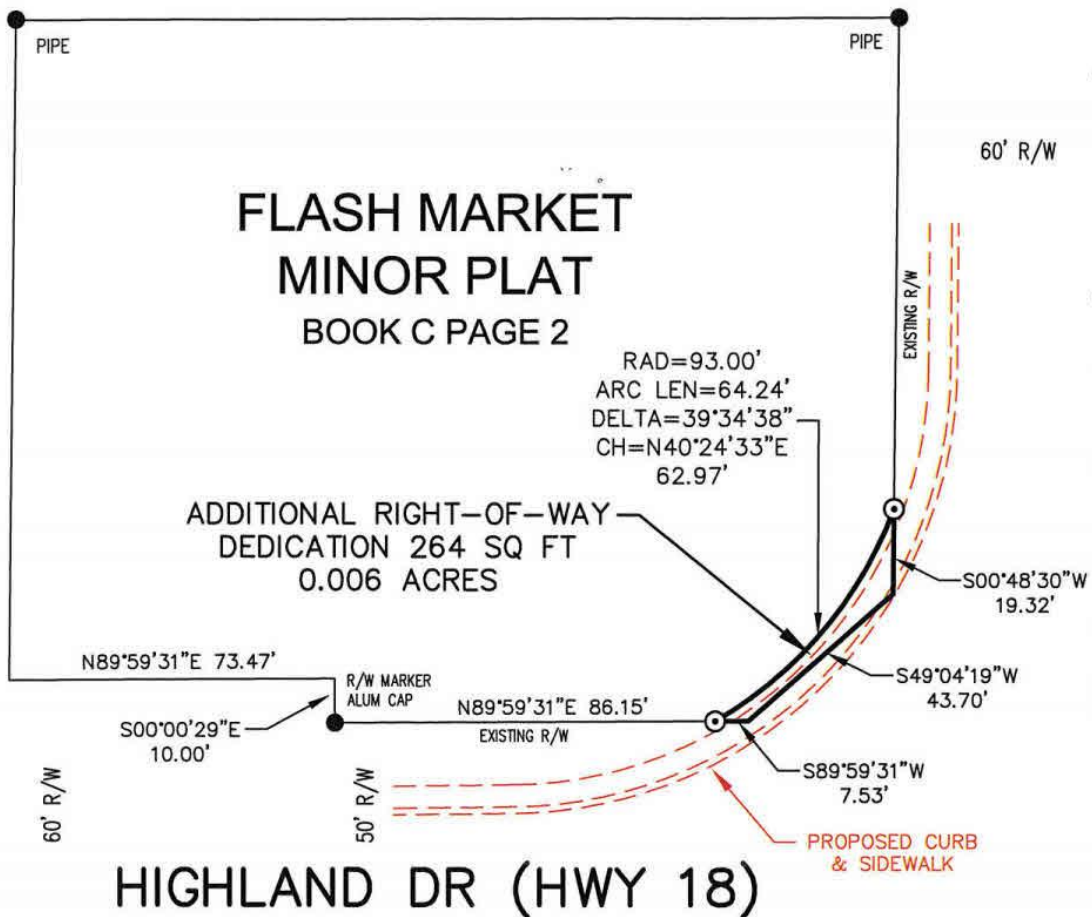 PIPE
PIPE
60' R/W
FLASH MARKET
MINOR PLAT
BOOK C PAGE 2
EXISTING R/W
RAD=93.00'
ARC LEN=64.24'
DELTA=39°34'38"
CH=N40°24'33"E
62.97'
ADDITIONAL RIGHT-OF-WAY
DEDICATION 264 SQ FT
0.006 ACRES
S00°48'30"W
19.32'
N89°59'31"E 73.47'
R/W MARKER
ALUM CAP
S49°04'19"W
43.70'
N89°59'31"E 86.15'
EXISTING R/W
S00°00'29"E
10.00'
S89°59'31"W
7.53'
60' R/W
50' R/W
PROPOSED CURB
& SIDEWALK
HIGHLAND DR (HWY 18)